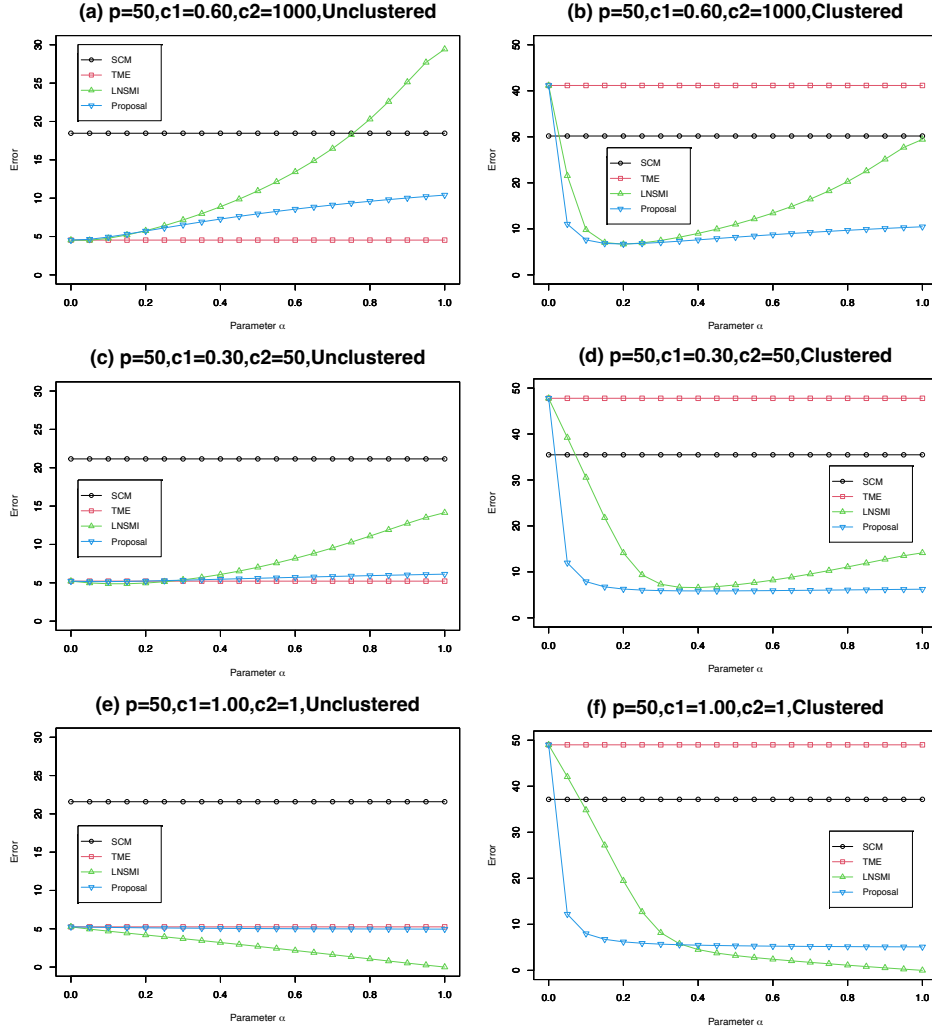 (a) p=50,c1=0.60,c2=1000,Unclustered
Error
0 5 10 15 20 25 30
SCM
TME
LNSMI
Proposal
0.0 0.2 0.4 0.6 0.8 1.0
Parameter α
(b) p=50,c1=0.60,c2=1000,Clustered
Error
0 10 20 30 40 50
SCM
TME
LNSMI
Proposal
0.0 0.2 0.4 0.6 0.8 1.0
Parameter α
(c) p=50,c1=0.30,c2=50,Unclustered
Error
0 5 10 15 20 25 30
SCM
TME
LNSMI
Proposal
0.0 0.2 0.4 0.6 0.8 1.0
Parameter α
(d) p=50,c1=0.30,c2=50,Clustered
Error
0 10 20 30 40 50
SCM
TME
LNSMI
Proposal
0.0 0.2 0.4 0.6 0.8 1.0
Parameter α
(e) p=50,c1=1.00,c2=1,Unclustered
Error
0 5 10 15 20 25 30
SCM
TME
LNSMI
Proposal
0.0 0.2 0.4 0.6 0.8 1.0
Parameter α
(f) p=50,c1=1.00,c2=1,Clustered
Error
0 10 20 30 40 50
SCM
TME
LNSMI
Proposal
0.0 0.2 0.4 0.6 0.8 1.0
Parameter α